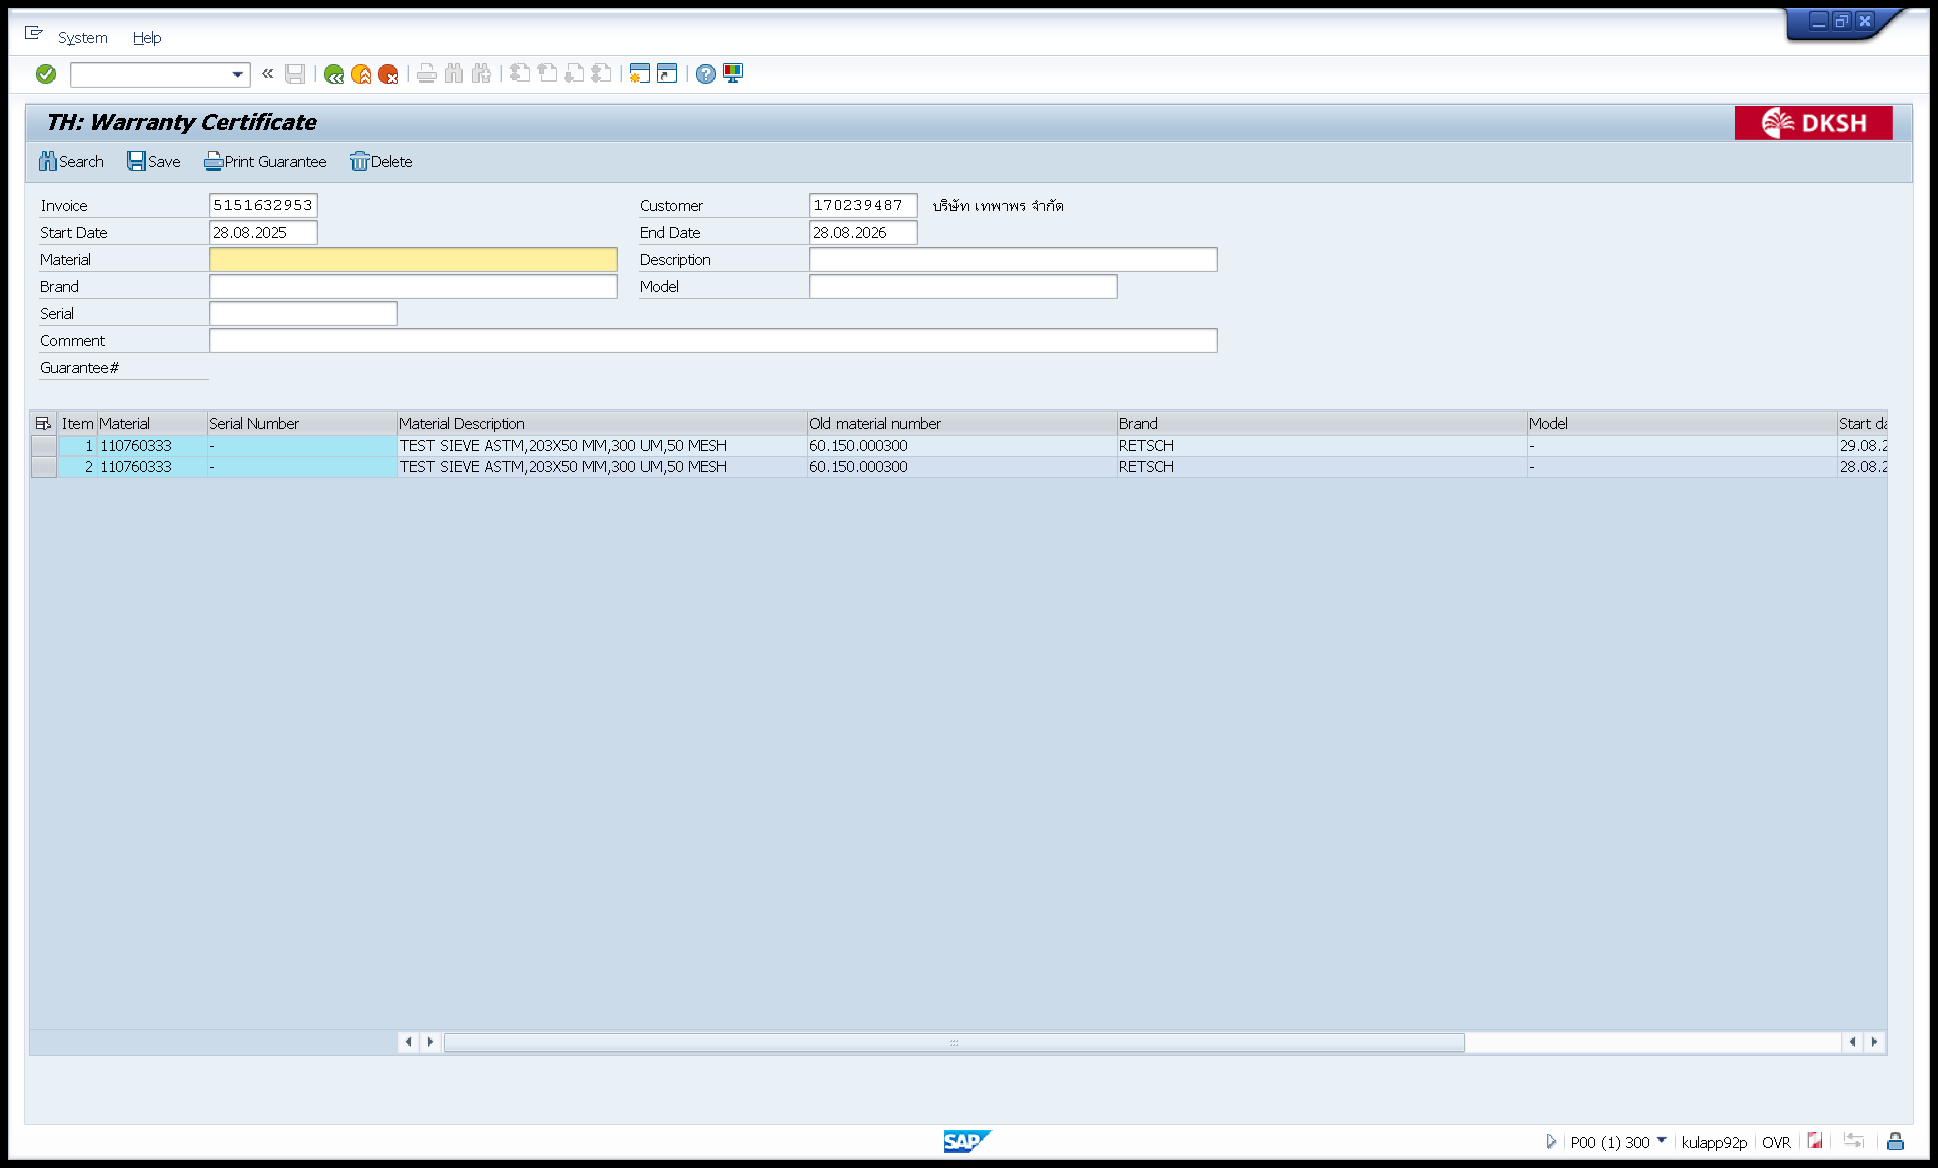 System Help
TH: Warranty Certificate
DKSH
Search Save Print Guarantee Delete
Invoice 5151632953 Customer 170239487 บริษัท เทพาพร จำกัด
Start Date 28.08.2025 End Date 28.08.2026
Material Description
Brand Model
Serial
Comment
Guarantee#
Item Material Serial Number Material Description Old material number Brand Model Start da
1 110760333 - TEST SIEVE ASTM,203X50 MM,300 UM,50 MESH 60.150.000300 RETSCH - 29.08.2
2 110760333 - TEST SIEVE ASTM,203X50 MM,300 UM,50 MESH 60.150.000300 RETSCH - 28.08.2
SAP P00 (1) 300 kulapp92p OVR